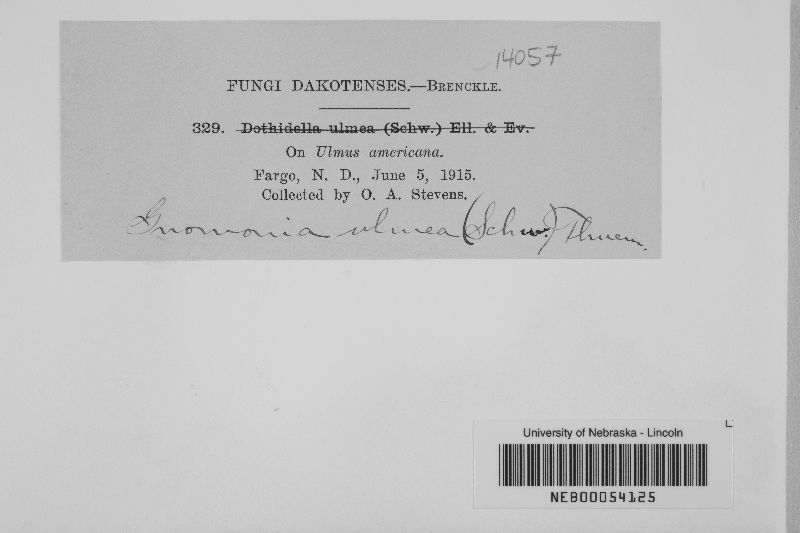 14057
FUNGI DAKOTENSES.—BRENCKLE.
329. Dothidella ulmea (Schw.) Ell. & Ev.
On Ulmus americana.
Fargo, N. D., June 5, 1915.
Collected by O. A. Stevens.
Gnomonia ulmea (Schw.) Thuem.
University of Nebraska - Lincoln
NEB00054125